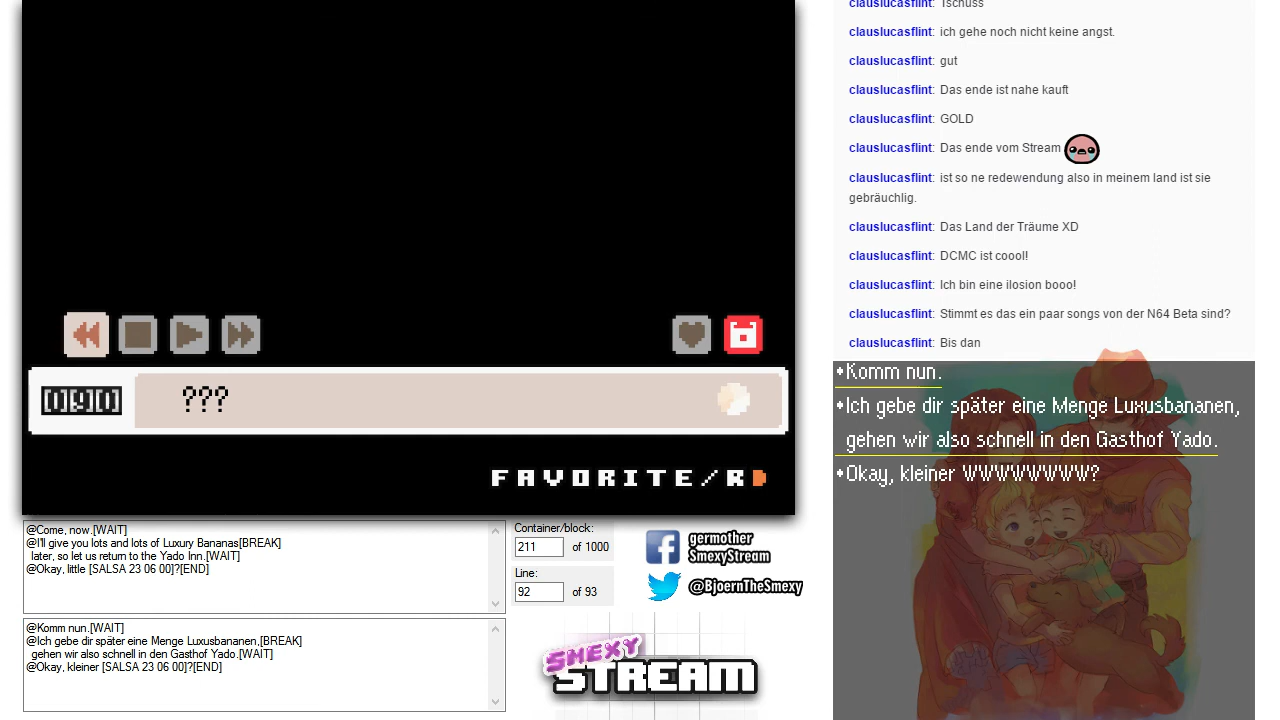 Tschüss
clauslucasflint: ich gehe noch nicht keine angst.
clauslucasflint: gut
clauslucasflint: Das ende ist nahe kauft
clauslucasflint: GOLD
clauslucasflint: Das ende vom Stream
clauslucasflint: ist so ne redewendung also in meinem land ist sie
gebräuchlig.
clauslucasflint: Das Land der Träume XD
clauslucasflint: DCMC ist coool!
clauslucasflint: Ich bin eine ilosion booo!
clauslucasflint: Stimmt es das ein paar songs von der N64 Beta sind?
clauslucasflint: Bis dan
090 ???
FAVORITE/R
•Komm nun.
•Ich gebe dir später eine Menge Luxusbananen,
gehen wir also schnell in den Gasthof Yado.
•Okay, kleiner WWWWWWWW?
@Come, now.[WAIT]
@I'll give you lots and lots of Luxury Bananas[BREAK]
later, so let us return to the Yado Inn.[WAIT]
@Okay, little [SALSA 23 06 00]?[END]
Container/block:
211 of 1000
Line:
92 of 93
@Komm nun.[WAIT]
@Ich gebe dir später eine Menge Luxusbananen,[BREAK]
gehen wir also schnell in den Gasthof Yado.[WAIT]
@Okay, kleiner [SALSA 23 06 00]?[END]
germother
SmexyStream
@BjoernTheSmexy
SMEXY
STREAM